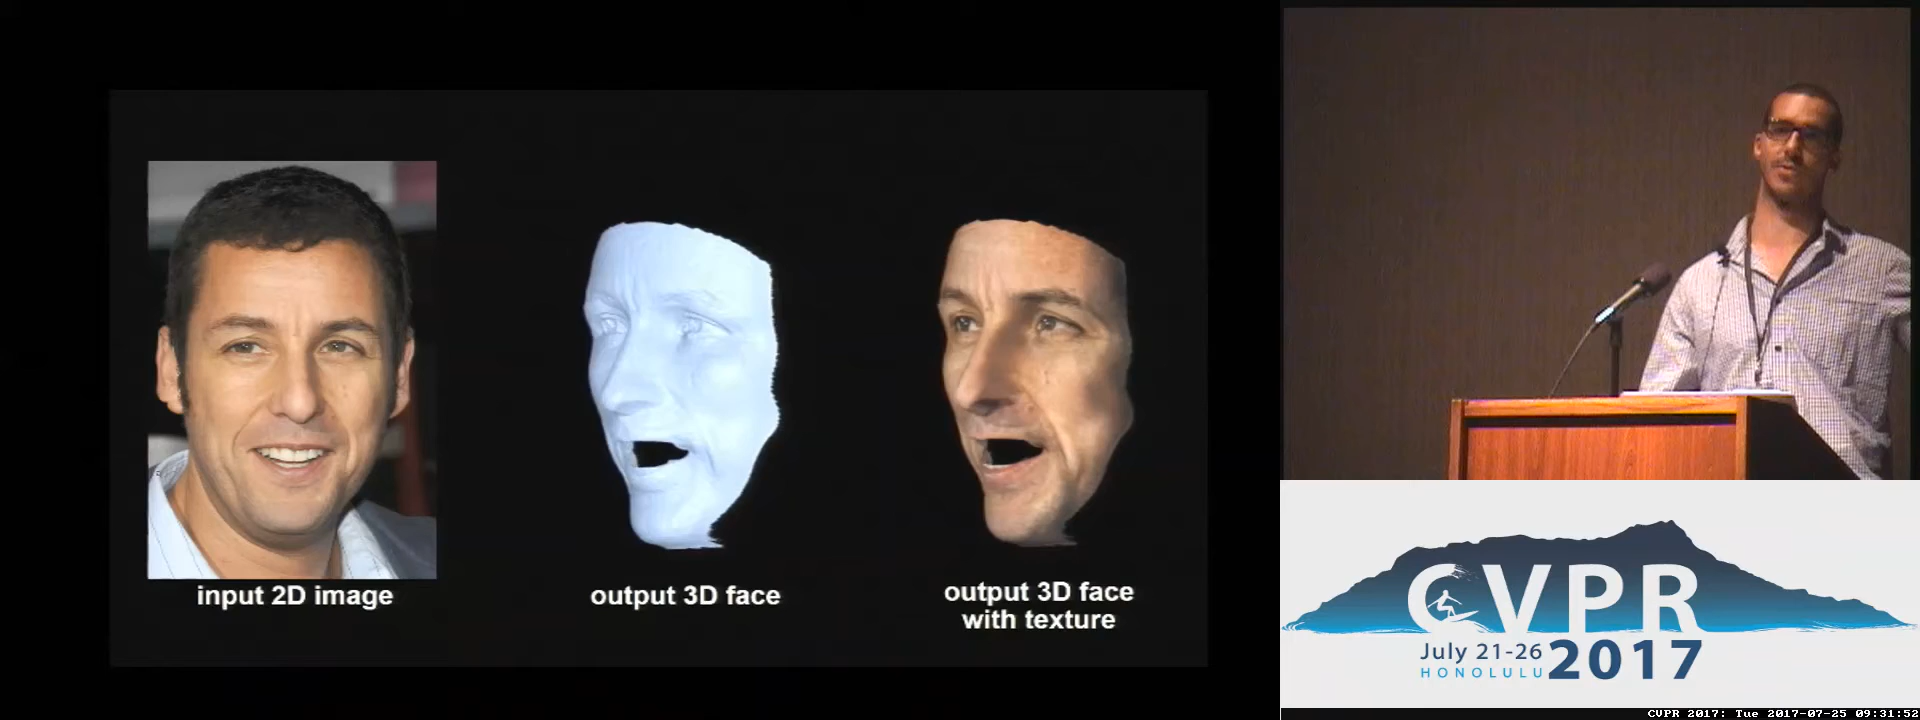 input 2D image
output 3D face
output 3D face
with texture
CVPR
July 21-26
HONOLULU
2017
CVPR 2017: Tue 2017-07-25 09:31:52